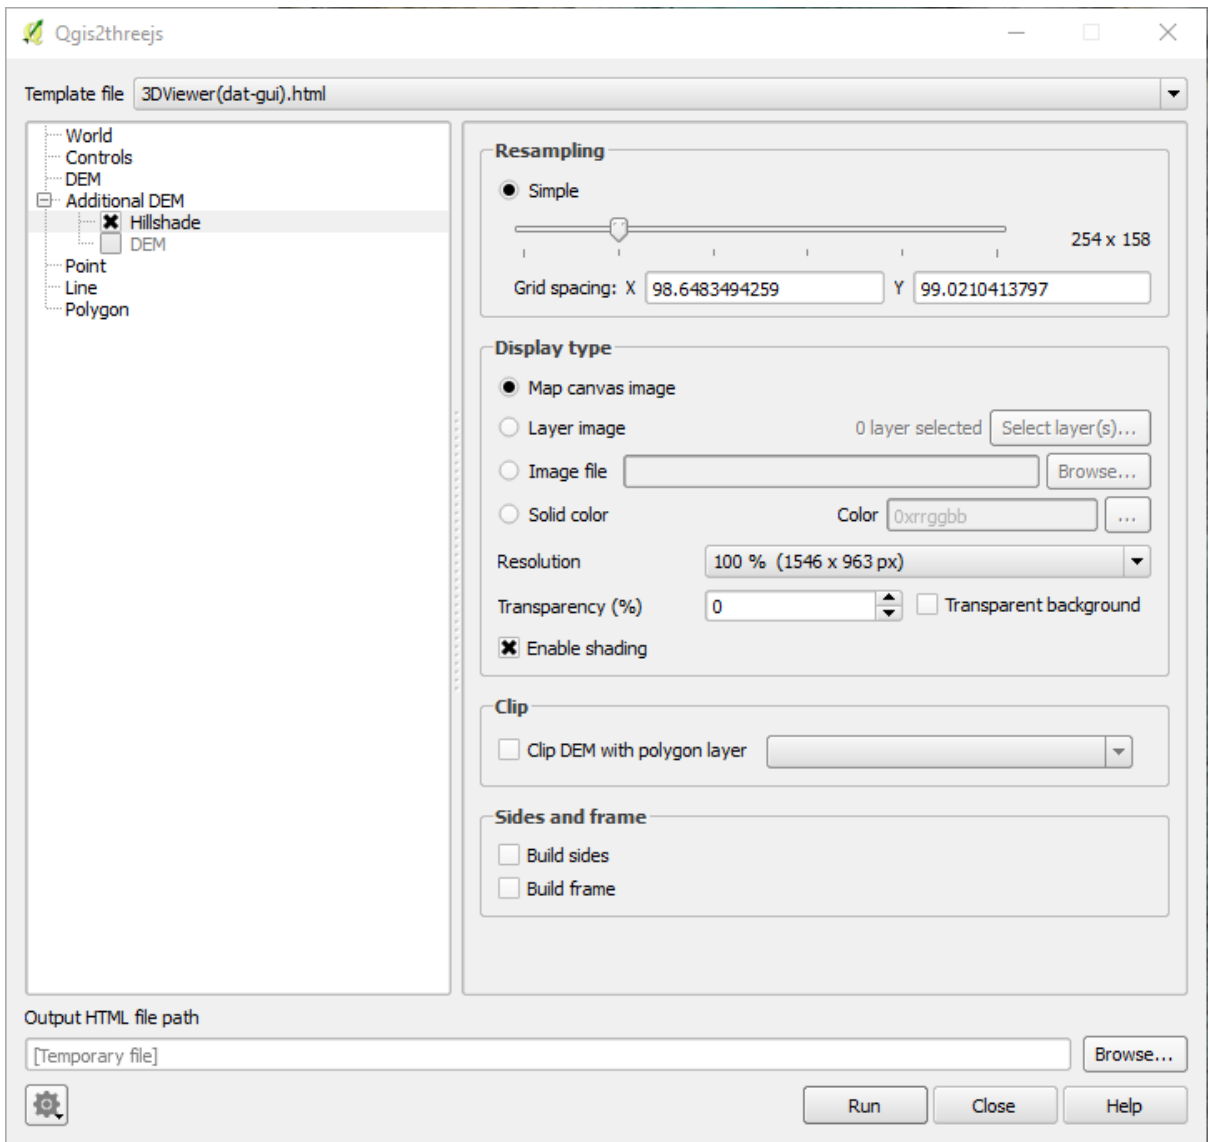 Qgis2threejs
Template file 3DViewer(dat-gui).html
World
Controls
DEM
Additional DEM
Hillshade
DEM
Point
Line
Polygon
Resampling
Simple
254 x 158
Grid spacing: X 98.6483494259 Y 99.0210413797
Display type
Map canvas image
Layer image 0 layer selected Select layer(s)...
Image file Browse...
Solid color Color 0xrrggbb ...
Resolution 100 % (1546 x 963 px)
Transparency (%) 0 Transparent background
Enable shading
Clip
Clip DEM with polygon layer
Sides and frame
Build sides
Build frame
Output HTML file path
[Temporary file] Browse...
Run Close Help